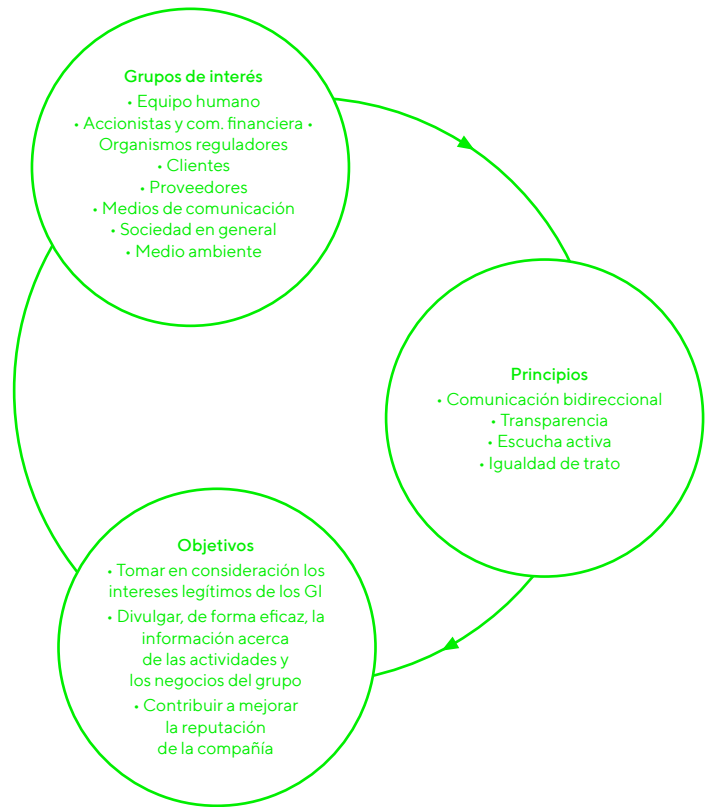 Grupos de interés
• Equipo humano
• Accionistas y com. financiera •
Organismos reguladores
• Clientes
• Proveedores
• Medios de comunicación
• Sociedad en general
• Medio ambiente
Principios
• Comunicación bidireccional
• Transparencia
• Escucha activa
• Igualdad de trato
Objetivos
• Tomar en consideración los
intereses legítimos de los GI
• Divulgar, de forma eficaz, la
información acerca
de las actividades y
los negocios del grupo
• Contribuir a mejorar
la reputación
de la compañía